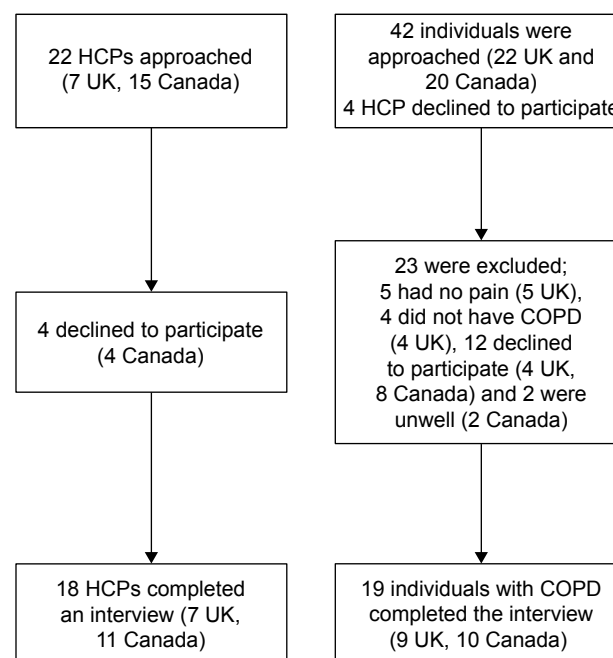 22 HCPs approached
(7 UK, 15 Canada)
4 declined to participate
(4 Canada)
18 HCPs completed
an interview (7 UK,
11 Canada)
42 individuals were
approached (22 UK and
20 Canada)
4 HCP declined to participate
23 were excluded;
5 had no pain (5 UK),
4 did not have COPD
(4 UK), 12 declined
to participate (4 UK,
8 Canada) and 2 were
unwell (2 Canada)
19 individuals with COPD
completed the interview
(9 UK, 10 Canada)